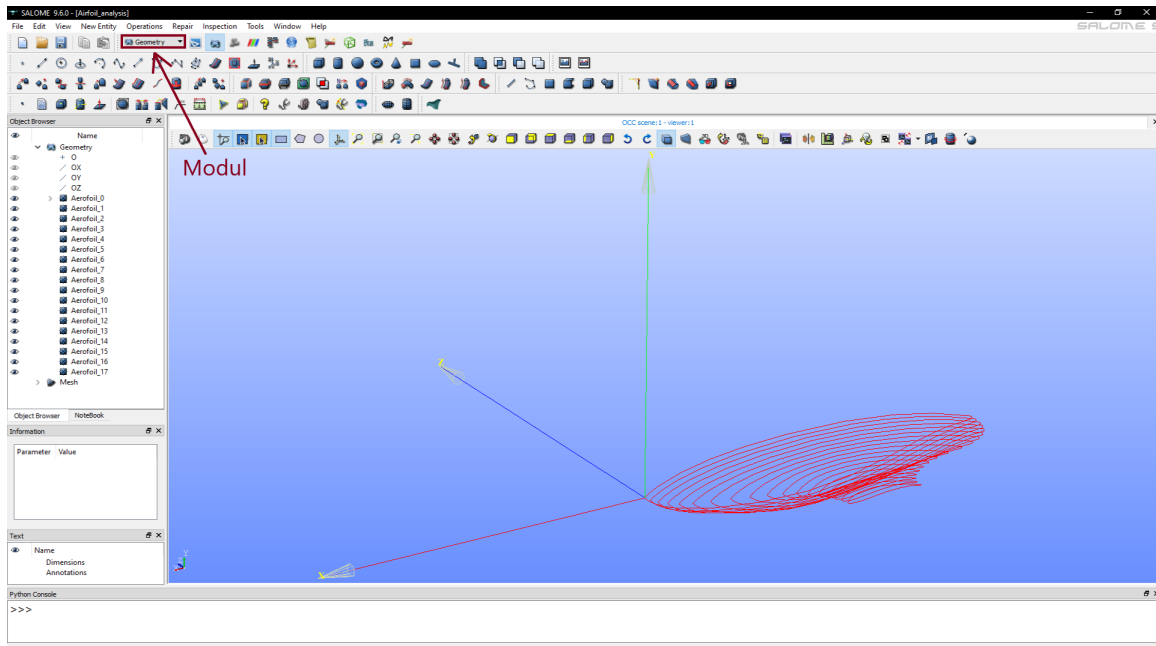 SALOME 9.6.0 - [Airfoil_analysis]
File Edit View New Entity Operations Repair Inspection Tools Window Help
SALOME 9
Geometry
Object Browser
OCC scene:1 - viewer:1
Name
Geometry
O
OX
OY
OZ
Aerofoil_0
Aerofoil_1
Aerofoil_2
Aerofoil_3
Aerofoil_4
Aerofoil_5
Aerofoil_6
Aerofoil_7
Aerofoil_8
Aerofoil_9
Aerofoil_10
Aerofoil_11
Aerofoil_12
Aerofoil_13
Aerofoil_14
Aerofoil_15
Aerofoil_16
Aerofoil_17
Mesh
Modul
Y
Z
X
Object Browser NoteBook
Information
Parameter Value
Text
Name
Dimensions
Annotations
Python Console
>>>